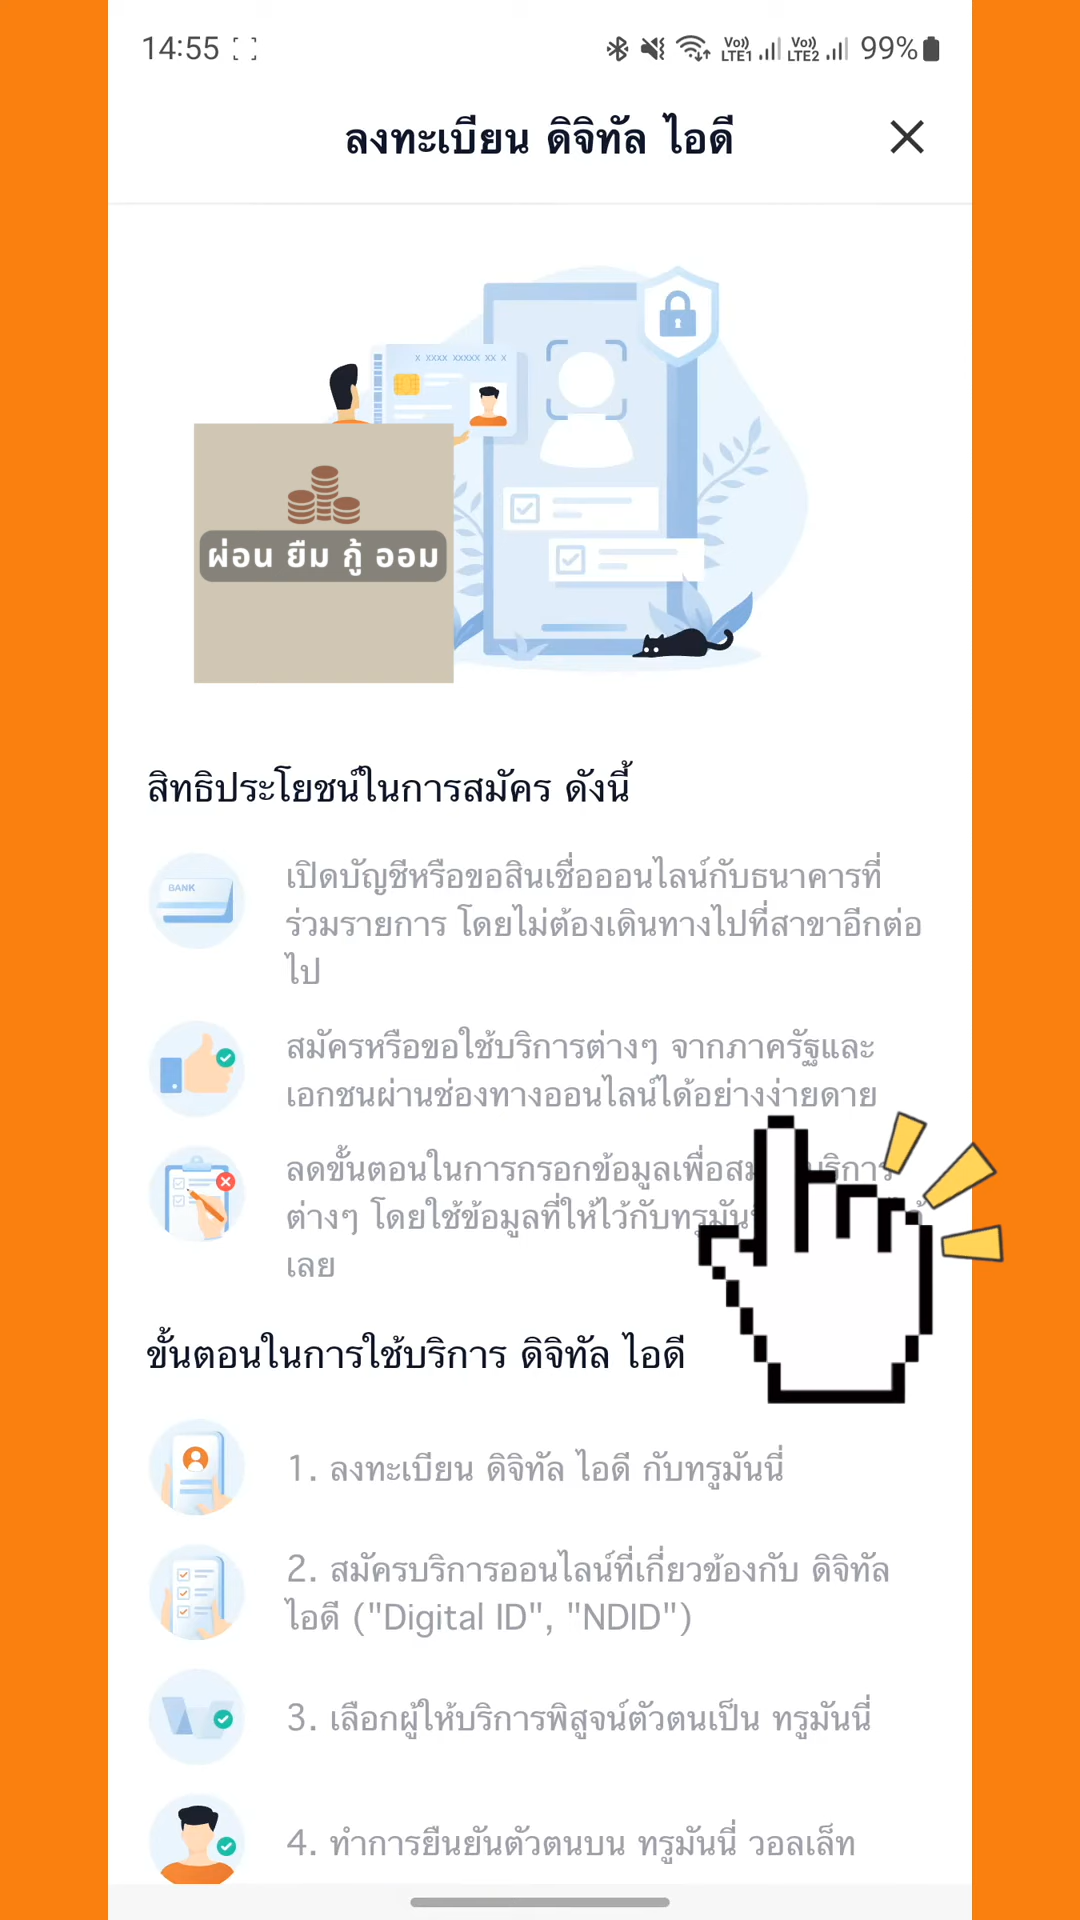 14:55
Vo)) LTE1
Vo)) LTE2
99%
ลงทะเบียน ดิจิทัล ไอดี
X XXXX XXXXX XX X
ผ่อน ยืม กู้ ออม
สิทธิประโยชน์ในการสมัคร ดังนี้
BANK
เปิดบัญชีหรือขอสินเชื่อออนไลน์กับธนาคารที่
ร่วมรายการ โดยไม่ต้องเดินทางไปที่สาขาอีกต่อ
ไป
สมัครหรือขอใช้บริการต่างๆ จากภาครัฐและ
เอกชนผ่านช่องทางออนไลน์ได้อย่างง่ายดาย
ลดขั้นตอนในการกรอกข้อมูลเพื่อ
ต่างๆ โดยใช้ข้อมูลที่ให้ไว้กับ
เลย
ขั้นตอนในการใช้บริการ ดิจิทัล ไอดี
1. ลงทะเบียน ดิจิทัล ไอดี กับทรูมันนี่
2. สมัครบริการออนไลน์ที่เกี่ยวข้องกับ ดิจิทัล
ไอดี ("Digital ID", "NDID")
3. เลือกผู้ให้บริการพิสูจน์ตัวตนเป็น ทรูมันนี่
4. ทำการยืนยันตัวตนบน ทรูมันนี่ วอลเล็ท